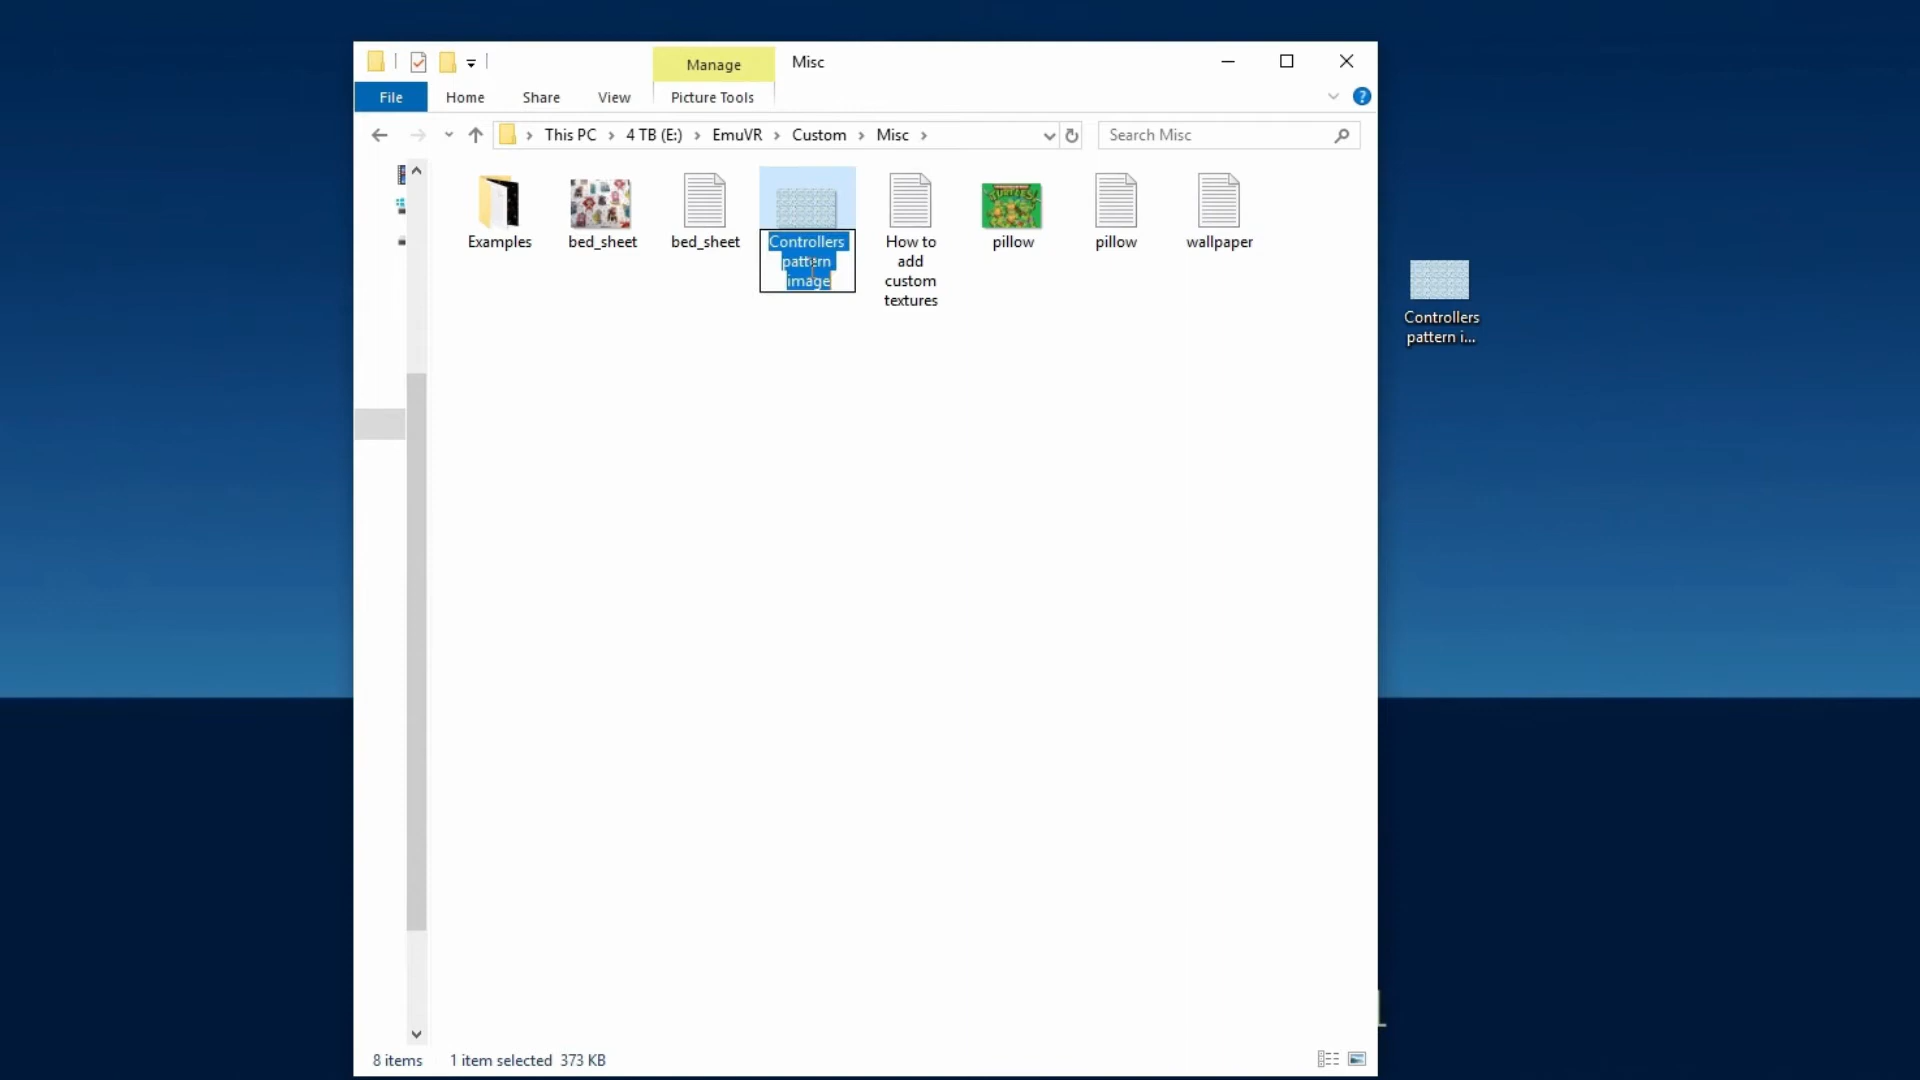 Manage
Misc
File
Home
Share
View
Picture Tools
This PC
4 TB (E:)
EmuVR
Custom
Misc
Search Misc
Examples
bed_sheet
bed_sheet
Controllers
pattern
image
How to
add
custom
textures
pillow
pillow
wallpaper
Controllers
pattern i...
8 items
1 item selected 373 KB